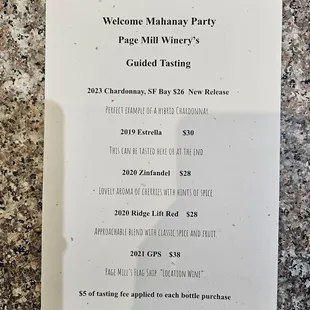 Welcome Mahanay Party
Page Mill Winery's
Guided Tasting
2023 Chardonnay, SF Bay $26 New Release
Perfect example of a hybrid Chardonnay.
2019 Estrella $30
This can be tasted here or at the end
2020 Zinfandel $28
- Lovely aroma of cherries with hints of spice
2020 Ridge Lift Red $28
Approachable blend with classic spice and fruit.
2021 GPS $38
Page Mill's Flag Ship "Location Wine"
$5 of tasting fee applied to each bottle purchase